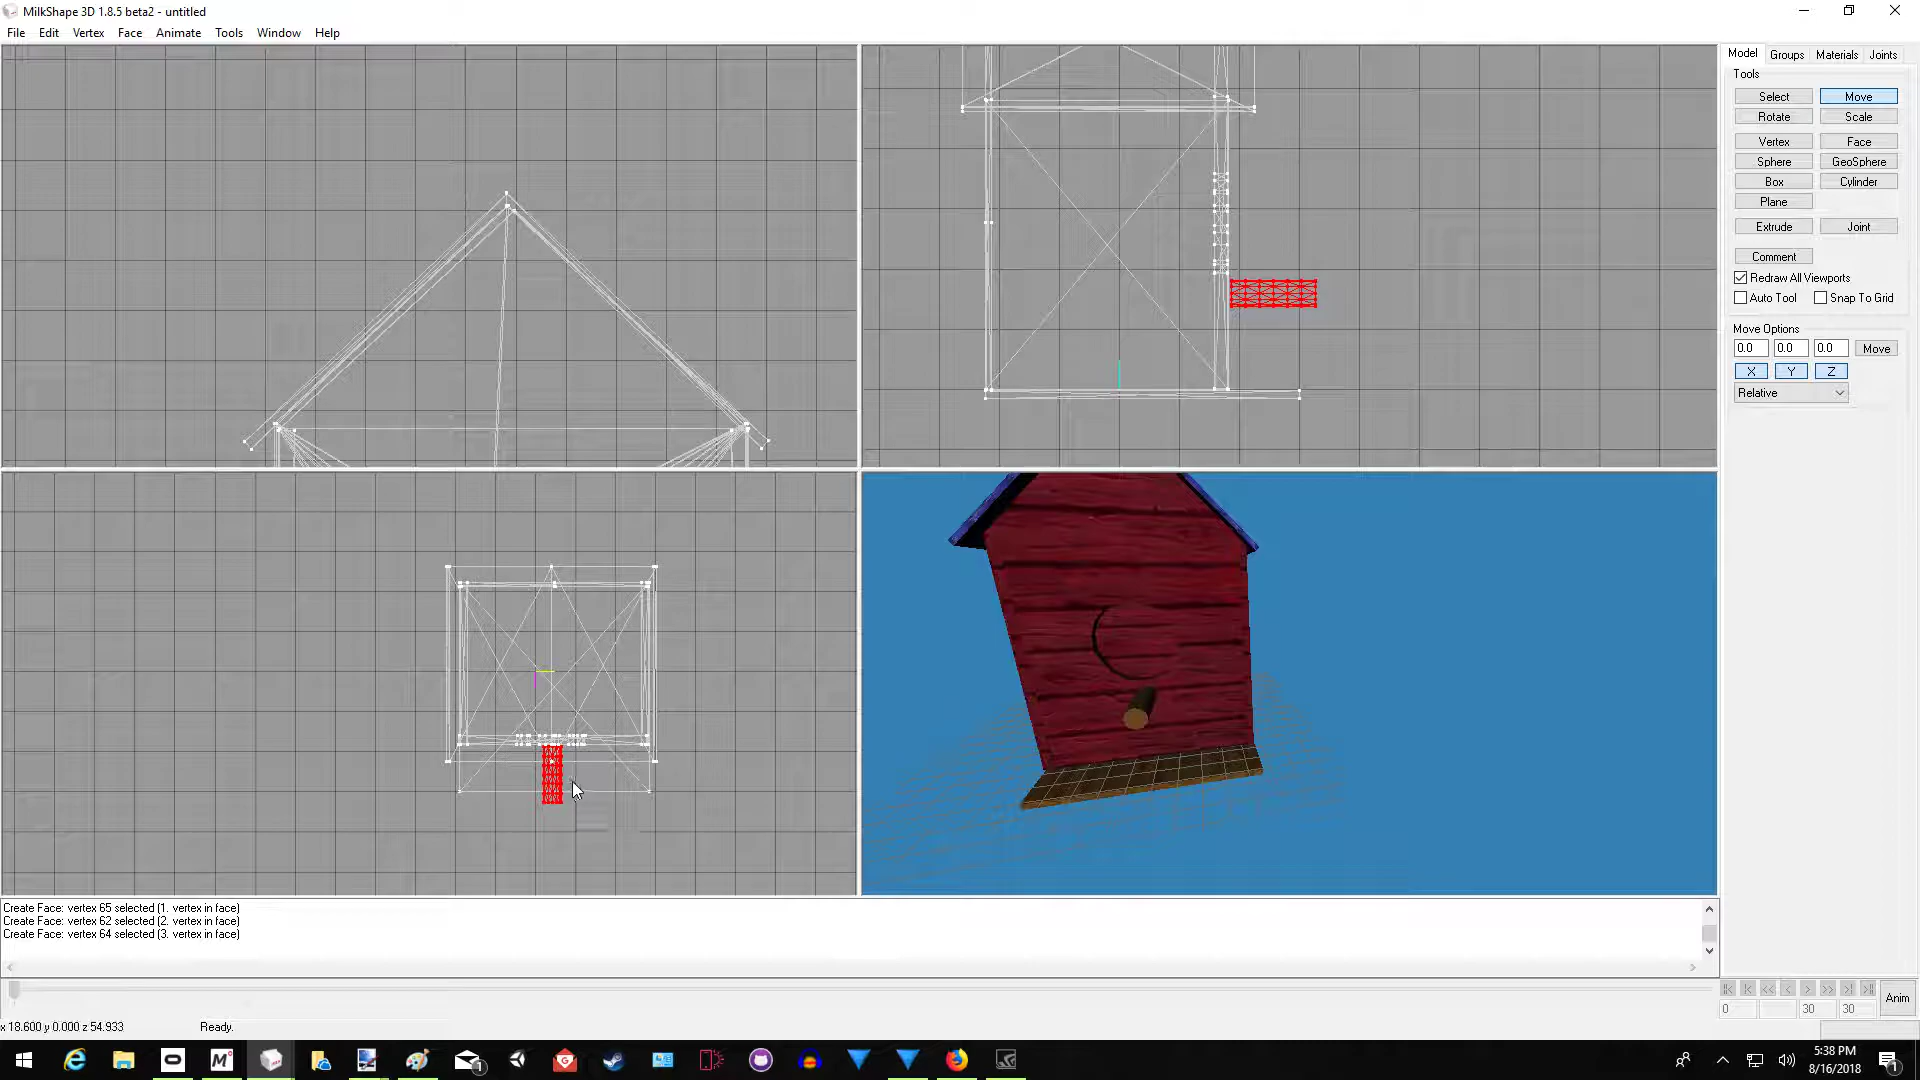 MilkShape 3D 1.8.5 beta2 - untitled
File Edit Vertex Face Animate Tools Window Help
Model Groups Materials Joints
Tools
Select Move
Rotate Scale
Vertex Face
Sphere GeoSphere
Box Cylinder
Plane
Extrude Joint
Comment
Redraw All Viewports
Auto Tool Snap To Grid
Move Options
0.0 0.0 0.0 Move
X Y Z
Relative
Create Face: vertex 65 selected (1. vertex in face)
Create Face: vertex 62 selected (2. vertex in face)
Create Face: vertex 64 selected (3. vertex in face)
Anim
0 30 30
x 18.600 y 0.000 z 54.933 Ready.
5:38 PM
8/16/2018